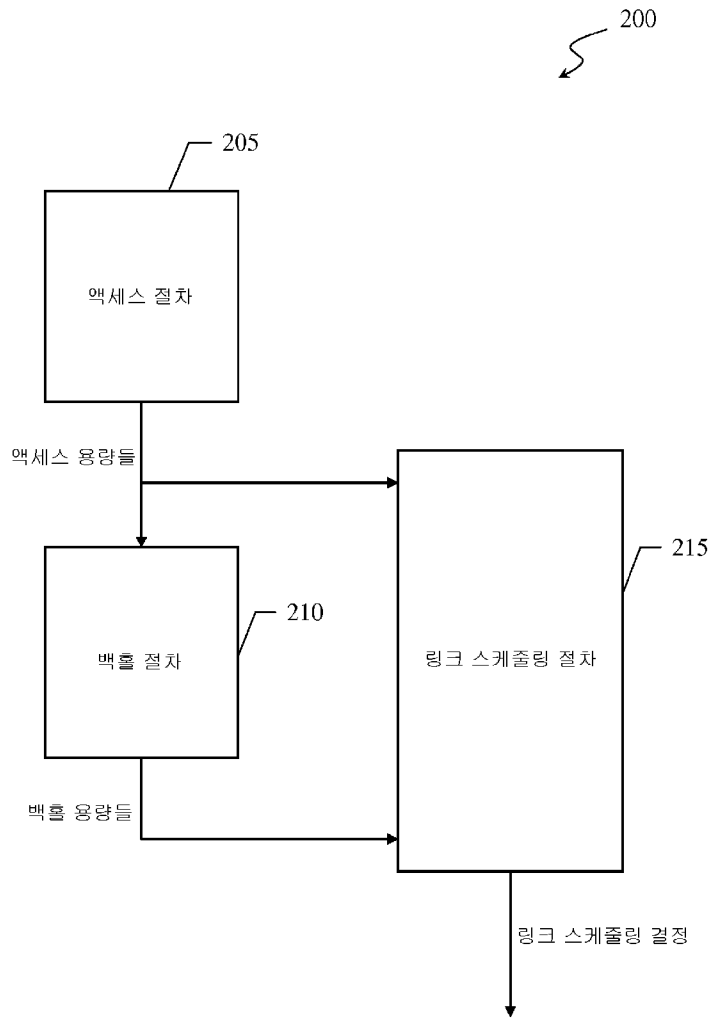 200
205
액세스 절차
액세스 용량들
215
210
백홀 절차
링크 스케줄링 절차
백홀 용량들
링크 스케줄링 결정